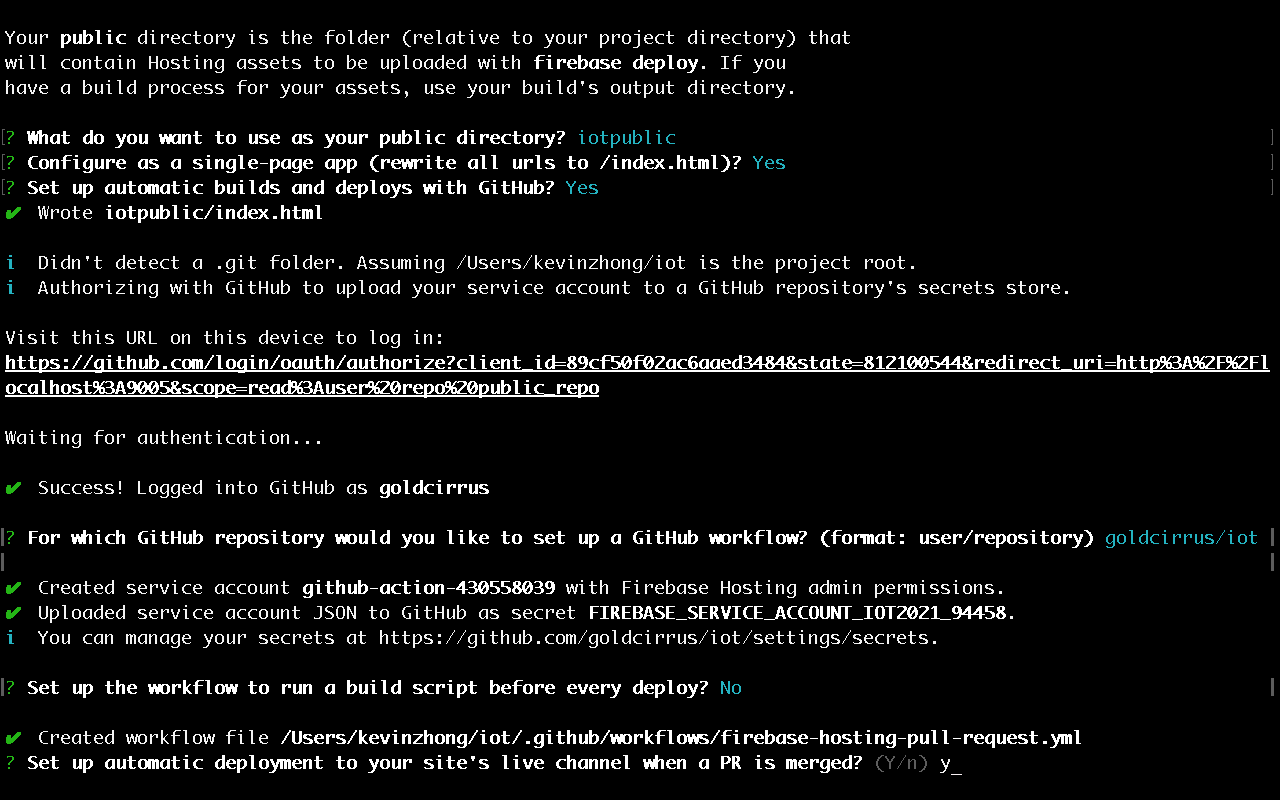 Your public directory is the folder (relative to your project directory) that
will contain Hosting assets to be uploaded with firebase deploy. If you
have a build process for your assets, use your build's output directory.
? What do you want to use as your public directory? iotpublic
? Configure as a single-page app (rewrite all urls to /index.html)? Yes
? Set up automatic builds and deploys with GitHub? Yes
✔ Wrote iotpublic/index.html
i Didn't detect a .git folder. Assuming /Users/kevinzhong/iot is the project root.
i Authorizing with GitHub to upload your service account to a GitHub repository's secrets store.
Visit this URL on this device to log in:
https://github.com/login/oauth/authorize?client_id=89cf50f02ac6aaed3484&state=812100544&redirect_uri=http%3A%2F%2Fl
ocalhost%3A9005&scope=read%3Auser%20repo%20public_repo
Waiting for authentication...
✔ Success! Logged into GitHub as goldcirrus
? For which GitHub repository would you like to set up a GitHub workflow? (format: user/repository) goldcirrus/iot
✔ Created service account github-action-430558039 with Firebase Hosting admin permissions.
✔ Uploaded service account JSON to GitHub as secret FIREBASE_SERVICE_ACCOUNT_IOT2021_94458.
i You can manage your secrets at https://github.com/goldcirrus/iot/settings/secrets.
? Set up the workflow to run a build script before every deploy? No
✔ Created workflow file /Users/kevinzhong/iot/.github/workflows/firebase-hosting-pull-request.yml
? Set up automatic deployment to your site's live channel when a PR is merged? (Y/n) y_